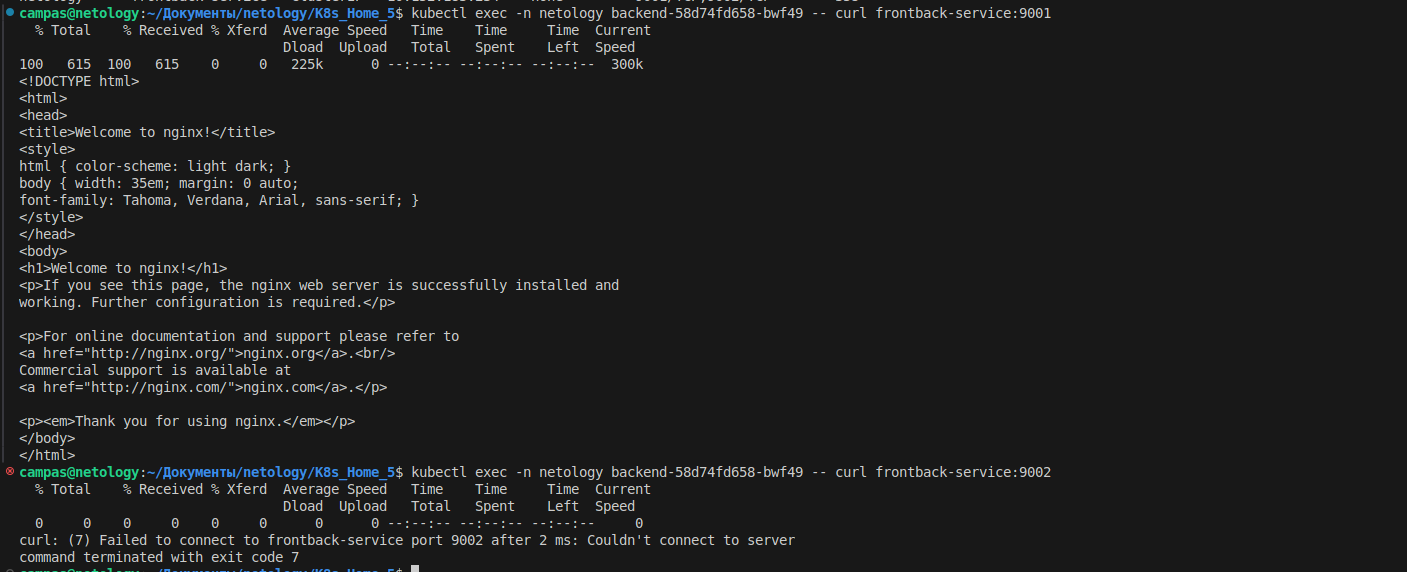 campas@netology:~/Документы/netology/K8s_Home_5$ kubectl exec -n netology backend-58d74fd658-bwf49 -- curl frontback-service:9001
  % Total    % Received % Xferd  Average Speed   Time    Time     Time  Current
                                 Dload  Upload   Total   Spent    Left  Speed
100   615  100   615    0     0   225k      0 --:--:-- --:--:-- --:--:--  300k
<!DOCTYPE html>
<html>
<head>
<title>Welcome to nginx!</title>
<style>
html { color-scheme: light dark; }
body { width: 35em; margin: 0 auto;
font-family: Tahoma, Verdana, Arial, sans-serif; }
</style>
</head>
<body>
<h1>Welcome to nginx!</h1>
<p>If you see this page, the nginx web server is successfully installed and
working. Further configuration is required.</p>

<p>For online documentation and support please refer to
<a href="http://nginx.org/">nginx.org</a>.<br/>
Commercial support is available at
<a href="http://nginx.com/">nginx.com</a>.</p>

<p><em>Thank you for using nginx.</em></p>
</body>
</html>
campas@netology:~/Документы/netology/K8s_Home_5$ kubectl exec -n netology backend-58d74fd658-bwf49 -- curl frontback-service:9002
  % Total    % Received % Xferd  Average Speed   Time    Time     Time  Current
                                 Dload  Upload   Total   Spent    Left  Speed
  0     0    0     0    0     0      0      0 --:--:-- --:--:-- --:--:--     0
curl: (7) Failed to connect to frontback-service port 9002 after 2 ms: Couldn't connect to server
command terminated with exit code 7
campas@netology:~/Документы/netology/K8s_Home_5$